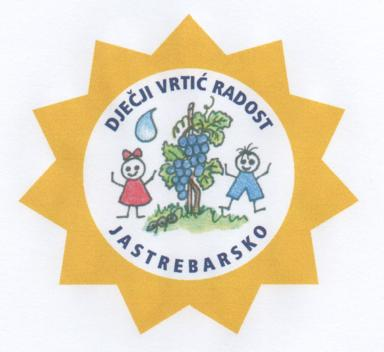 DJEČJI VRTIĆ RADOST
JASTREBARSKO